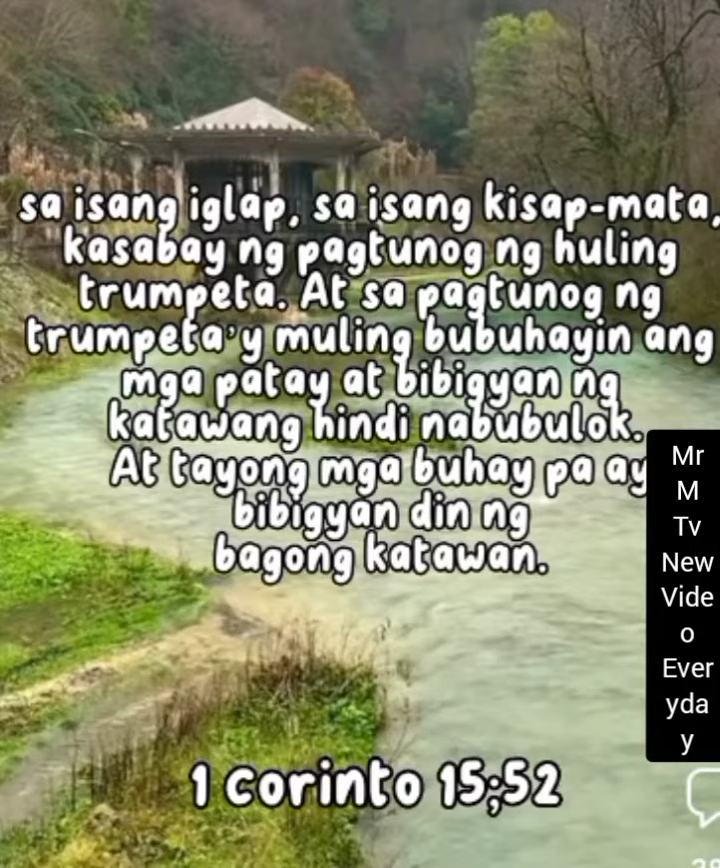 sa isang iglap, sa isang kisap-mata,
kasabay ng pagtunog ng huling
trumpeta. At sa pagtunog ng
trumpeta'y muling bubuhayin ang
mga patay at bibigyan ng
katawang hindi nabubulok.
At tayong mga buhay pa ay
bibigyan din ng
bagong katawan.
Mr
M
Tv
New
Vide
o
Ever
yda
y
1 corinto 15;52